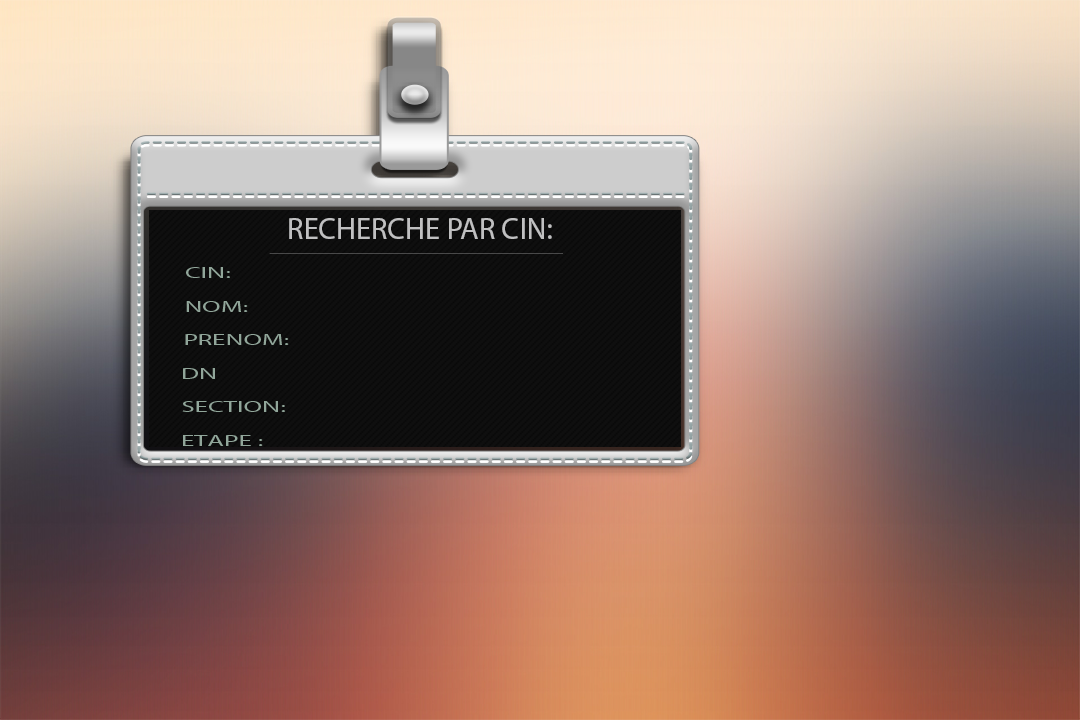 RECHERCHE PAR CIN:
CIN:
NOM:
PRENOM:
DN
SECTION:
ETAPE :